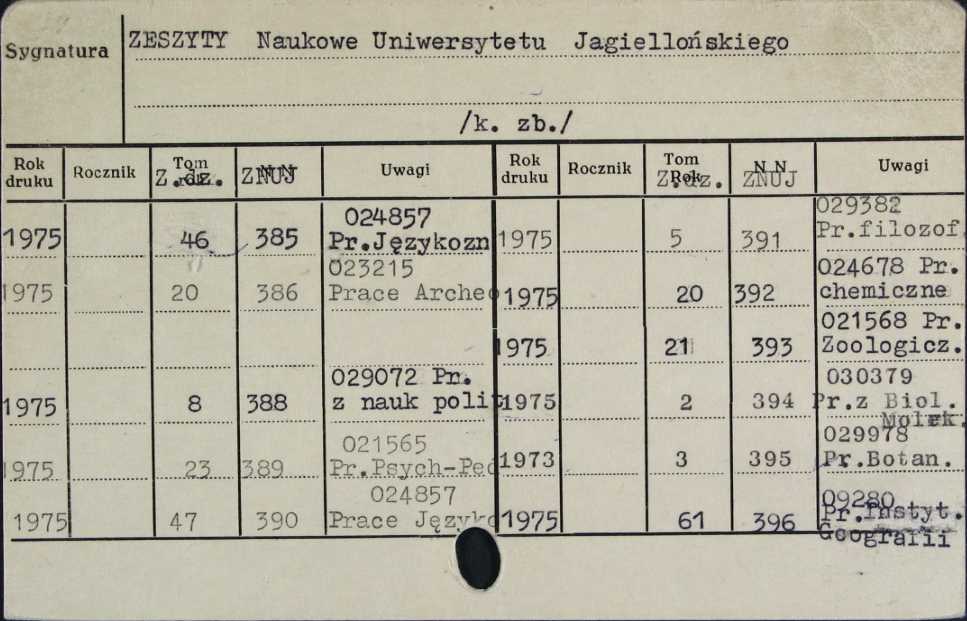 Sygnatura
ZESZYTY Naukowe Uniwersytetu Jagiellońskiego
/k. zb./
Rok druku Rocznik Tom Z.dz. ZNUJ Uwagi
1975 46 385 024857 Pr.Językozn
1975 20 386 023215 Prace Archeo
1975 8 388 029072 Pr. z nauk polit
1975 23 389 021565 Pr.Psych-Ped
1975 47 390 024857 Prace Języko
Rok druku Rocznik Tom Rok Z.dz. N N ZNUJ Uwagi
1975 5 391 029382 Pr.filozof.
1975 20 392 024678 Pr. chemiczne
1975 21 393 021568 Pr. Zoologicz.
1975 2 394 030379 Pr.z Biol. Molek.
1973 3 395 029978 Pr.Botan.
1975 61 396 09280 Pr.Instyt. Geografii